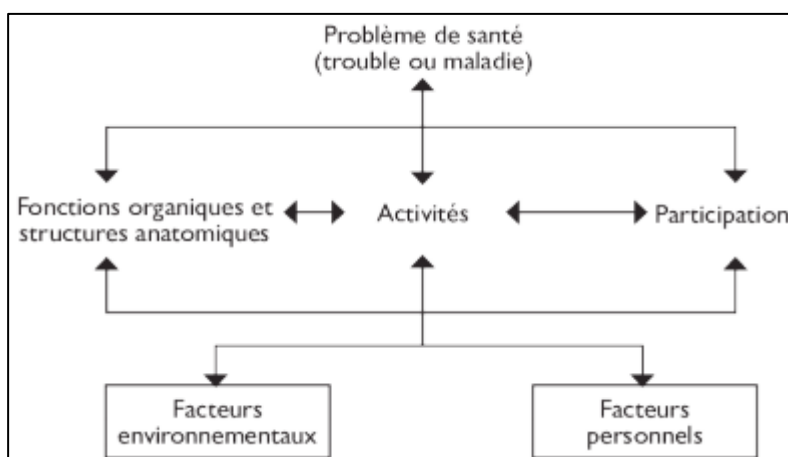 Problème de santé
(trouble ou maladie)
Fonctions organiques et
structures anatomiques
Activités
Participation
Facteurs
environnementaux
Facteurs
personnels